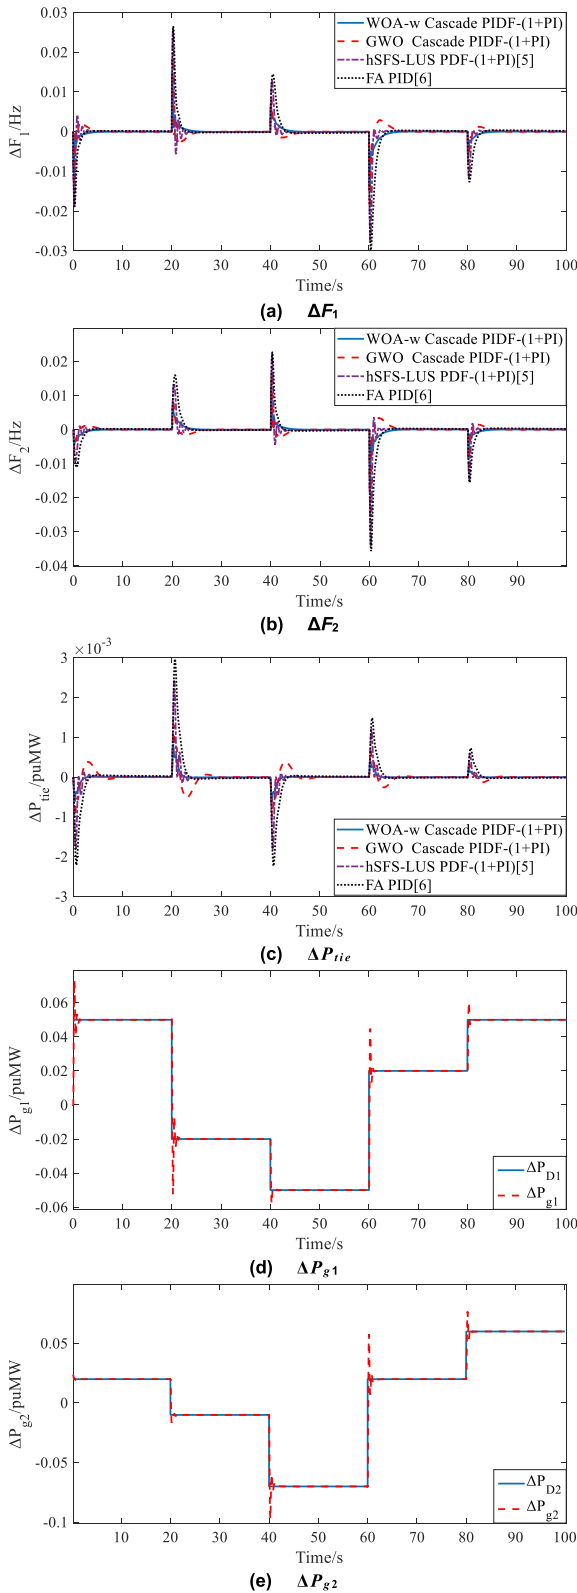 0.03
0.02
0.01
0
-0.01
-0.02
-0.03
ΔF1/Hz
WOA-w Cascade PIDF-(1+PI)
GWO Cascade PIDF-(1+PI)
hSFS-LUS PDF-(1+PI)[5]
FA PID[6]
0 10 20 30 40 50 60 70 80 90 100
Time/s
(a) ΔF1
0.02
0.01
0
-0.01
-0.02
-0.03
-0.04
ΔF2/Hz
WOA-w Cascade PIDF-(1+PI)
GWO Cascade PIDF-(1+PI)
hSFS-LUS PDF-(1+PI)[5]
FA PID[6]
0 10 20 30 40 50 60 70 80 90 100
Time/s
(b) ΔF2
×10-3
3
2
1
0
-1
-2
-3
ΔPtie/puMW
WOA-w Cascade PIDF-(1+PI)
GWO Cascade PIDF-(1+PI)
hSFS-LUS PDF-(1+PI)[5]
FA PID[6]
0 10 20 30 40 50 60 70 80 90 100
Time/s
(c) ΔPtie
0.06
0.04
0.02
0
-0.02
-0.04
-0.06
ΔPg1/puMW
ΔPD1
ΔPg1
0 10 20 30 40 50 60 70 80 90 100
Time/s
(d) ΔPg1
0.05
0
-0.05
-0.1
ΔPg2/puMW
ΔPD2
ΔPg2
0 10 20 30 40 50 60 70 80 90 100
Time/s
(e) ΔPg2